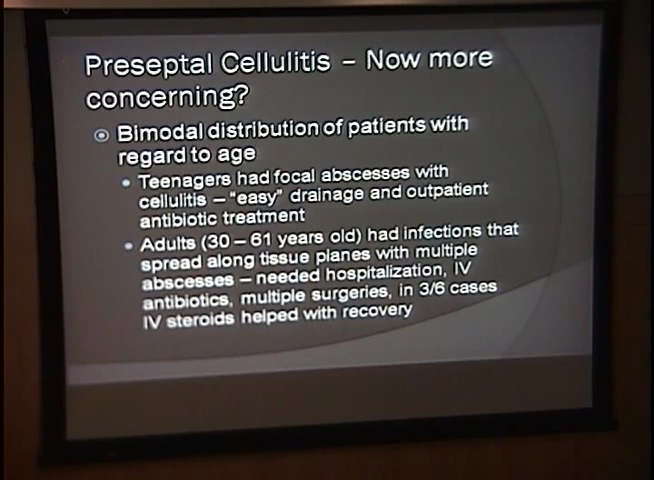 Preseptal Cellulitis – Now more
concerning?
Bimodal distribution of patients with
regard to age
Teenagers had focal abscesses with
cellulitis – "easy" drainage and outpatient
antibiotic treatment
Adults (30 – 61 years old) had infections that
spread along tissue planes with multiple
abscesses – needed hospitalization, IV
antibiotics, multiple surgeries, in 3/6 cases
IV steroids helped with recovery